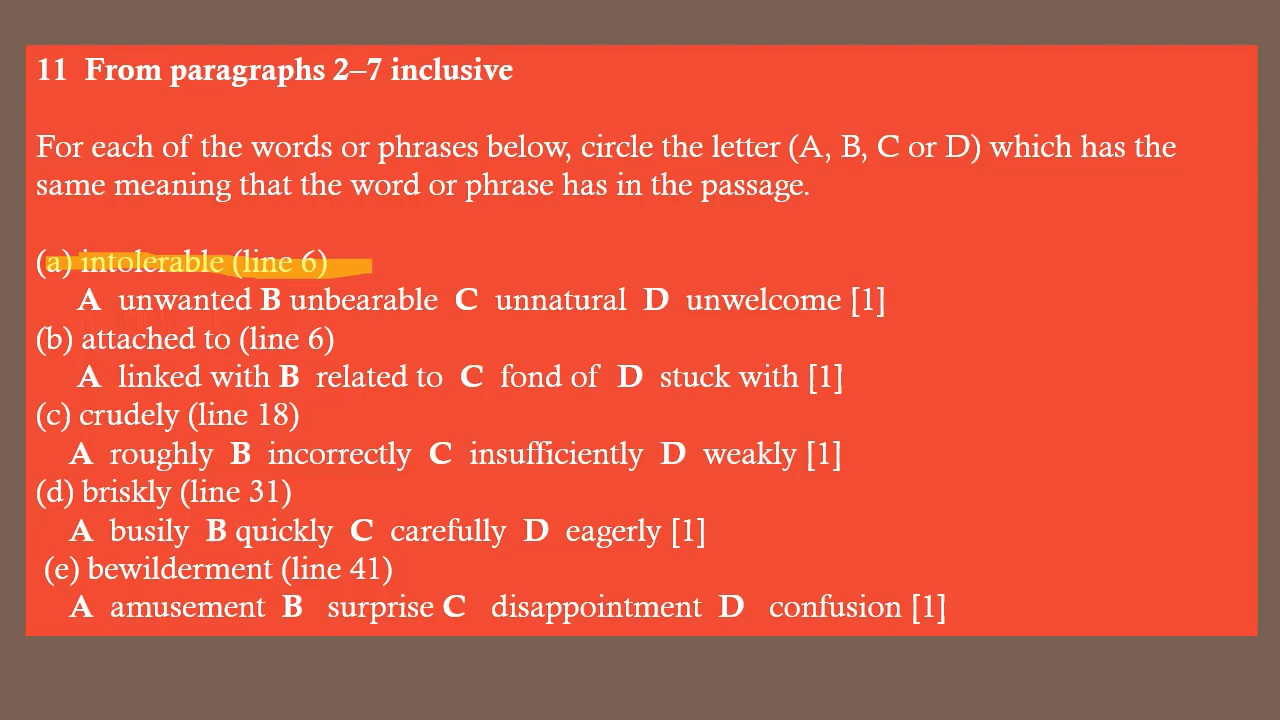 11 From paragraphs 2–7 inclusive
For each of the words or phrases below, circle the letter (A, B, C or D) which has the
same meaning that the word or phrase has in the passage.
(a) intolerable (line 6)
A unwanted B unbearable C unnatural D unwelcome [1]
(b) attached to (line 6)
A linked with B related to C fond of D stuck with [1]
(c) crudely (line 18)
A roughly B incorrectly C insufficiently D weakly [1]
(d) briskly (line 31)
A busily B quickly C carefully D eagerly [1]
(e) bewilderment (line 41)
A amusement B surprise C disappointment D confusion [1]